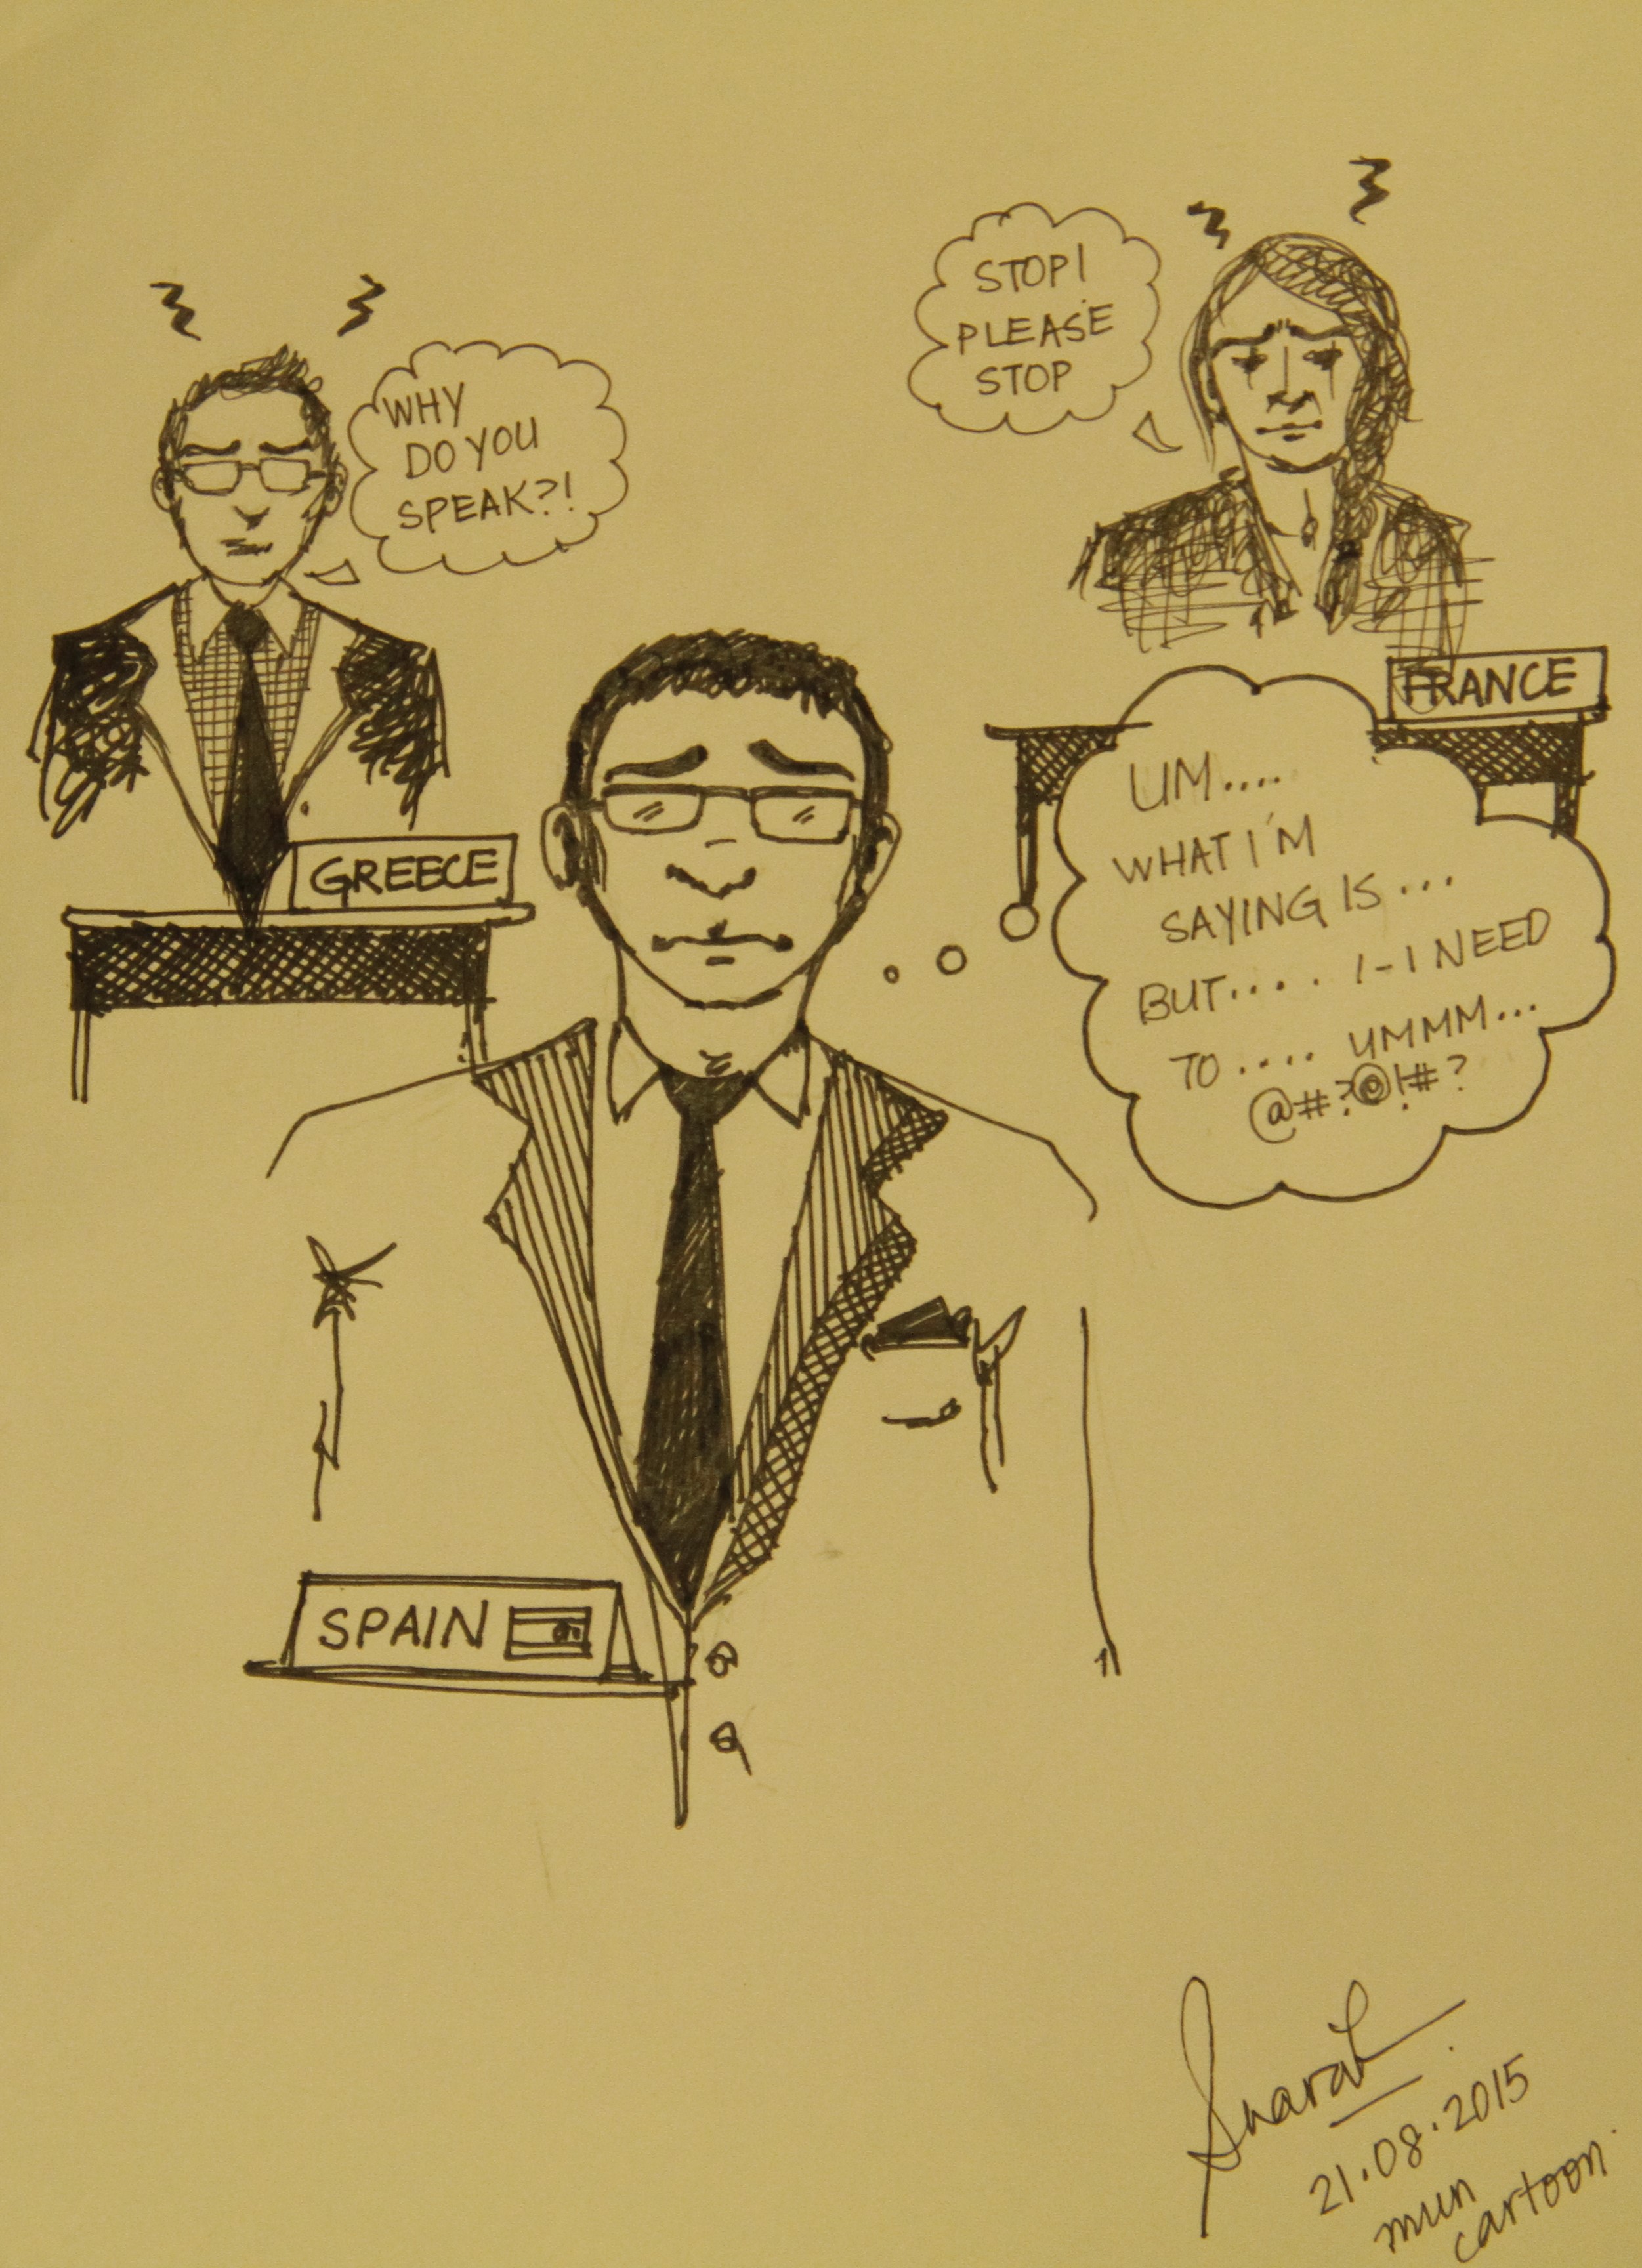 STOP!
PLEASE
STOP
WHY
DO YOU
SPEAK?!
FRANCE
GREECE
UM....
WHAT I'M
SAYING IS...
BUT.... I-I NEED
TO.... UMMM...
@#?@!#?
SPAIN
21.08.2015
mun
cartoon.